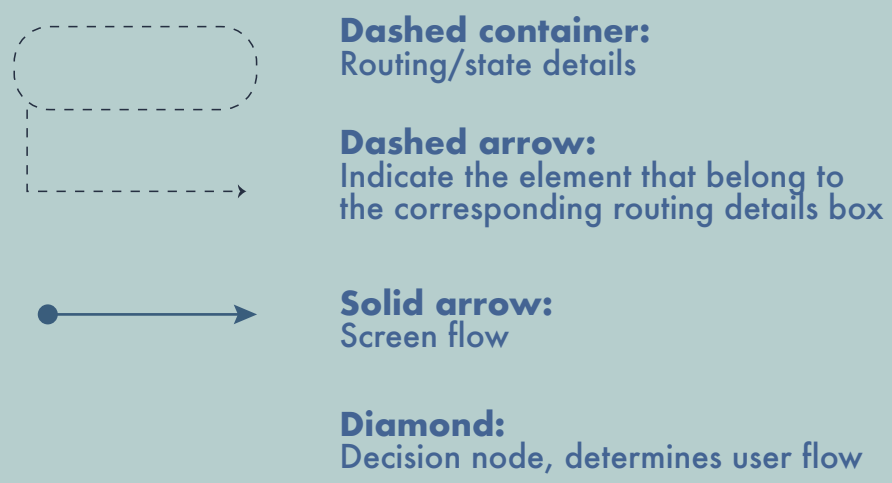 Dashed container:
Routing/state details
Dashed arrow:
Indicate the element that belong to
the corresponding routing details box
Solid arrow:
Screen flow
Diamond:
Decision node, determines user flow